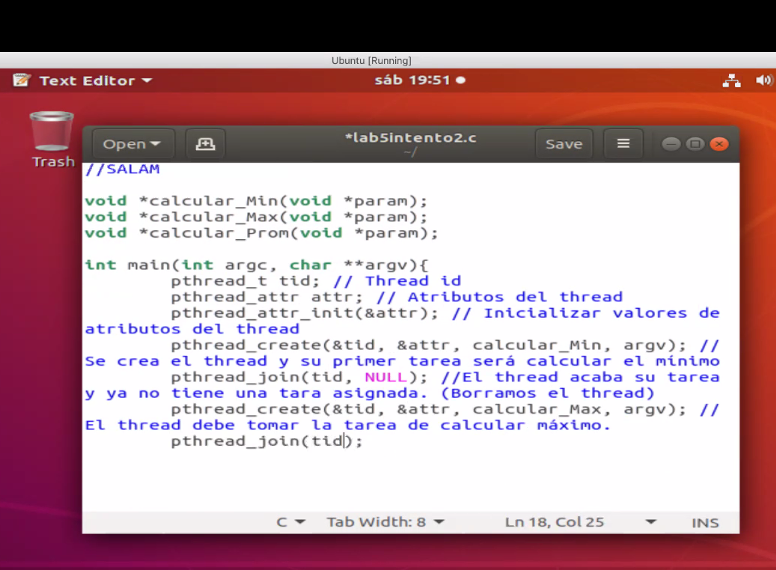 Ubuntu [Running]
Text Editor
sáb 19:51
Trash
Open
*lab5intento2.c
~/
Save
//SALAM
void *calcular_Min(void *param);
void *calcular_Max(void *param);
void *calcular_Prom(void *param);
int main(int argc, char **argv){
pthread_t tid; // Thread id
pthread_attr attr; // Atributos del thread
pthread_attr_init(&attr); // Inicializar valores de
atributos del thread
pthread_create(&tid, &attr, calcular_Min, argv); //
Se crea el thread y su primer tarea será calcular el mínimo
pthread_join(tid, NULL); //El thread acaba su tarea
y ya no tiene una tara asignada. (Borramos el thread)
pthread_create(&tid, &attr, calcular_Max, argv); //
El thread debe tomar la tarea de calcular máximo.
pthread_join(tid);
C
Tab Width: 8
Ln 18, Col 25
INS